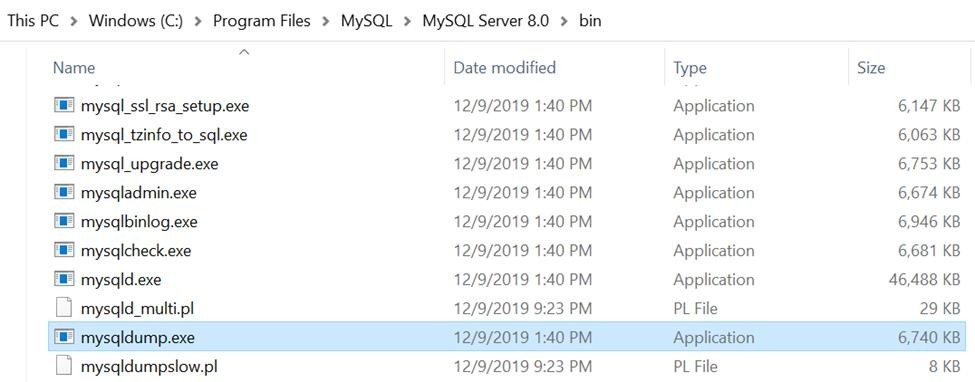 This PC > Windows (C:) > Program Files > MySQL > MySQL Server 8.0 > bin
Name Date modified Type Size
mysql_ssl_rsa_setup.exe 12/9/2019 1:40 PM Application 6,147 KB
mysql_tzinfo_to_sql.exe 12/9/2019 1:40 PM Application 6,063 KB
mysql_upgrade.exe 12/9/2019 1:40 PM Application 6,753 KB
mysqladmin.exe 12/9/2019 1:40 PM Application 6,674 KB
mysqlbinlog.exe 12/9/2019 1:40 PM Application 6,946 KB
mysqlcheck.exe 12/9/2019 1:40 PM Application 6,681 KB
mysqld.exe 12/9/2019 1:40 PM Application 46,488 KB
mysqld_multi.pl 12/9/2019 9:23 PM PL File 29 KB
mysqldump.exe 12/9/2019 1:40 PM Application 6,740 KB
mysqldumpslow.pl 12/9/2019 9:23 PM PL File 8 KB